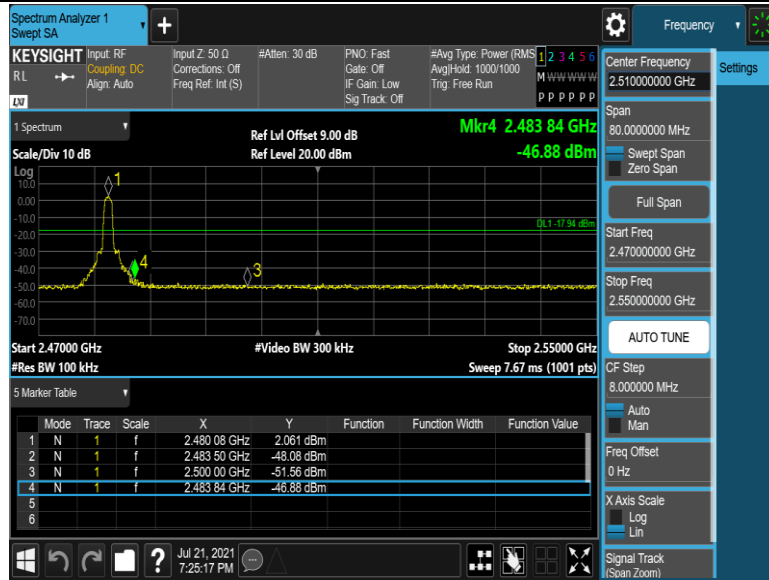 Spectrum Analyzer 1
Swept SA
Frequency
KEYSIGHT
RL
LXI
Input: RF
Coupling: DC
Align: Auto
Input Z: 50 Ω
Corrections: Off
Freq Ref: Int (S)
#Atten: 30 dB
PNO: Fast
Gate: Off
IF Gain: Low
Sig Track: Off
#Avg Type: Power (RMS
Avg|Hold: 1000/1000
Trig: Free Run
1 2 3 4 5 6
M W W W W W
P P P P P P
1 Spectrum
Scale/Div 10 dB
Ref Lvl Offset 9.00 dB
Ref Level 20.00 dBm
Mkr4 2.483 84 GHz
-46.88 dBm
Log
10.0
0.00
-10.0
-20.0
-30.0
-40.0
-50.0
-60.0
-70.0
1
4
3
DL1 -17.94 dBm
Start 2.47000 GHz
#Video BW 300 kHz
Stop 2.55000 GHz
#Res BW 100 kHz
Sweep 7.67 ms (1001 pts)
5 Marker Table
Mode Trace Scale X Y Function Function Width Function Value
1 N 1 f 2.480 08 GHz 2.061 dBm
2 N 1 f 2.483 50 GHz -48.08 dBm
3 N 1 f 2.500 00 GHz -51.56 dBm
4 N 1 f 2.483 84 GHz -46.88 dBm
5
6
Jul 21, 2021
7:25:17 PM
?
Center Frequency
2.510000000 GHz
Settings
Span
80.0000000 MHz
Swept Span
Zero Span
Full Span
Start Freq
2.470000000 GHz
Stop Freq
2.550000000 GHz
AUTO TUNE
CF Step
8.000000 MHz
Auto
Man
Freq Offset
0 Hz
X Axis Scale
Log
Lin
Signal Track
(Span Zoom)